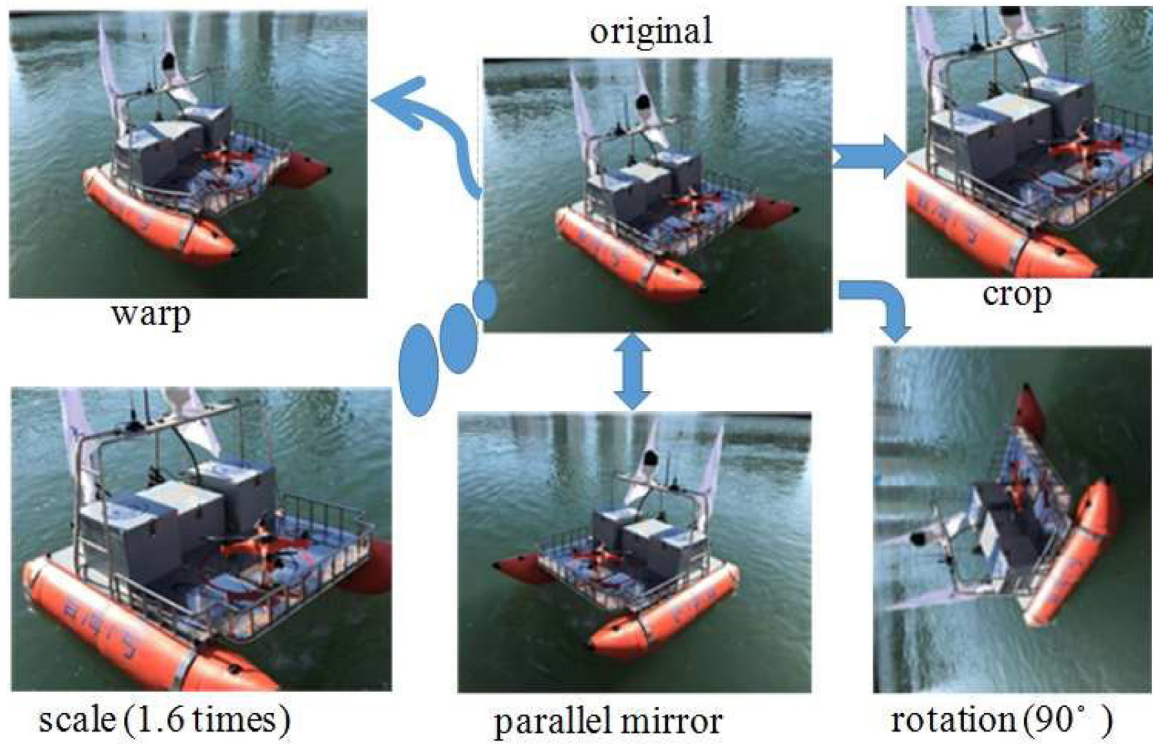 original
warp
crop
scale (1.6 times)
parallel mirror
rotation (90°)